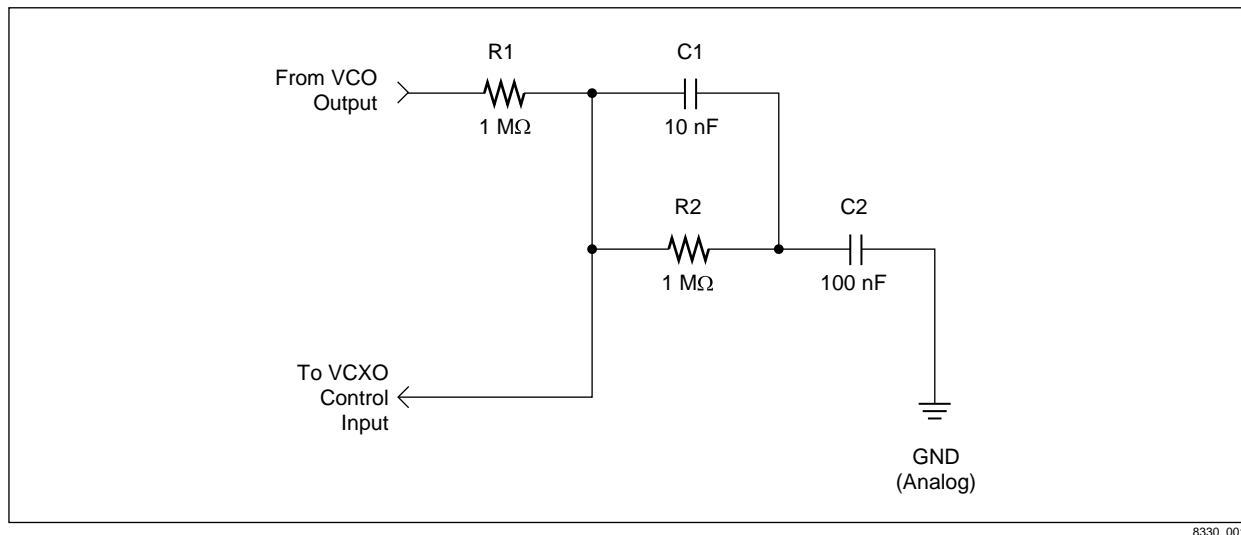 R1
C1
From VCO
Output
1 MΩ
10 nF
R2
C2
1 MΩ
100 nF
To VCXO
Control
Input
GND
(Analog)